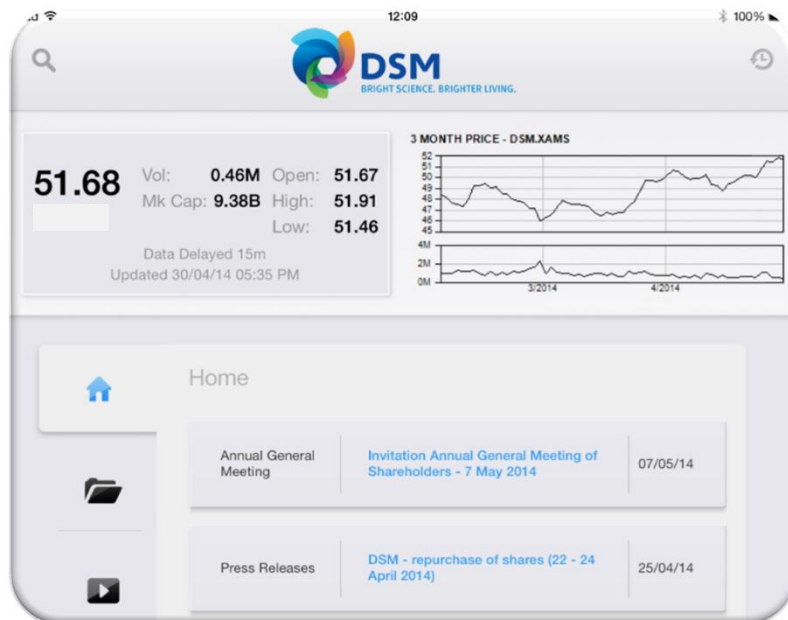 12:09
100%
DSM
BRIGHT SCIENCE. BRIGHTER LIVING.
51.68
Vol: 0.46M Open: 51.67
Mk Cap: 9.38B High: 51.91
Low: 51.46
Data Delayed 15m
Updated 30/04/14 05:35 PM
3 MONTH PRICE - DSM.XAMS
52
51
50
49
48
47
46
45
4M
2M
0M
3/2014 4/2014
Home
Annual General
Meeting
Invitation Annual General Meeting of
Shareholders - 7 May 2014
07/05/14
Press Releases
DSM - repurchase of shares (22 - 24
April 2014)
25/04/14